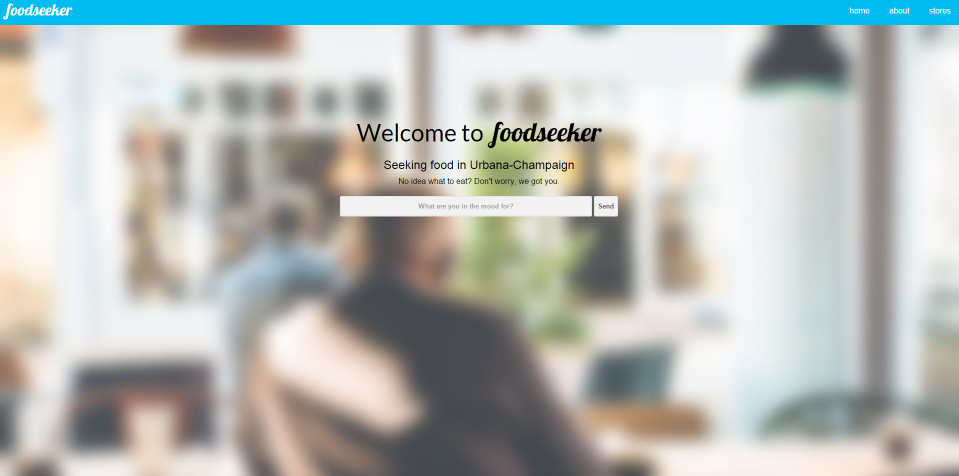 foodseeker
home about stores
Welcome to foodseeker
Seeking food in Urbana-Champaign
No idea what to eat? Don't worry, we got you.
What are you in the mood for? Send